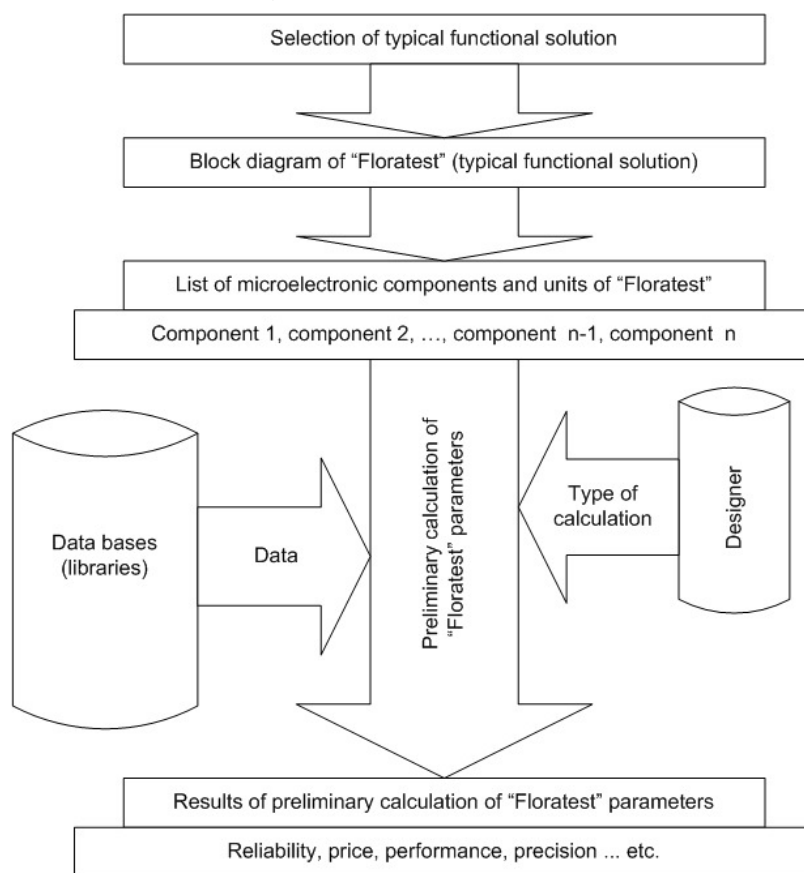 Selection of typical functional solution
Block diagram of “Floratest” (typical functional solution)
List of microelectronic components and units of “Floratest”
Component 1, component 2, …, component n-1, component n
Data bases
(libraries)
Data
Preliminary calculation of
“Floratest” parameters
Type of
calculation
Designer
Results of preliminary calculation of “Floratest” parameters
Reliability, price, performance, precision ... etc.